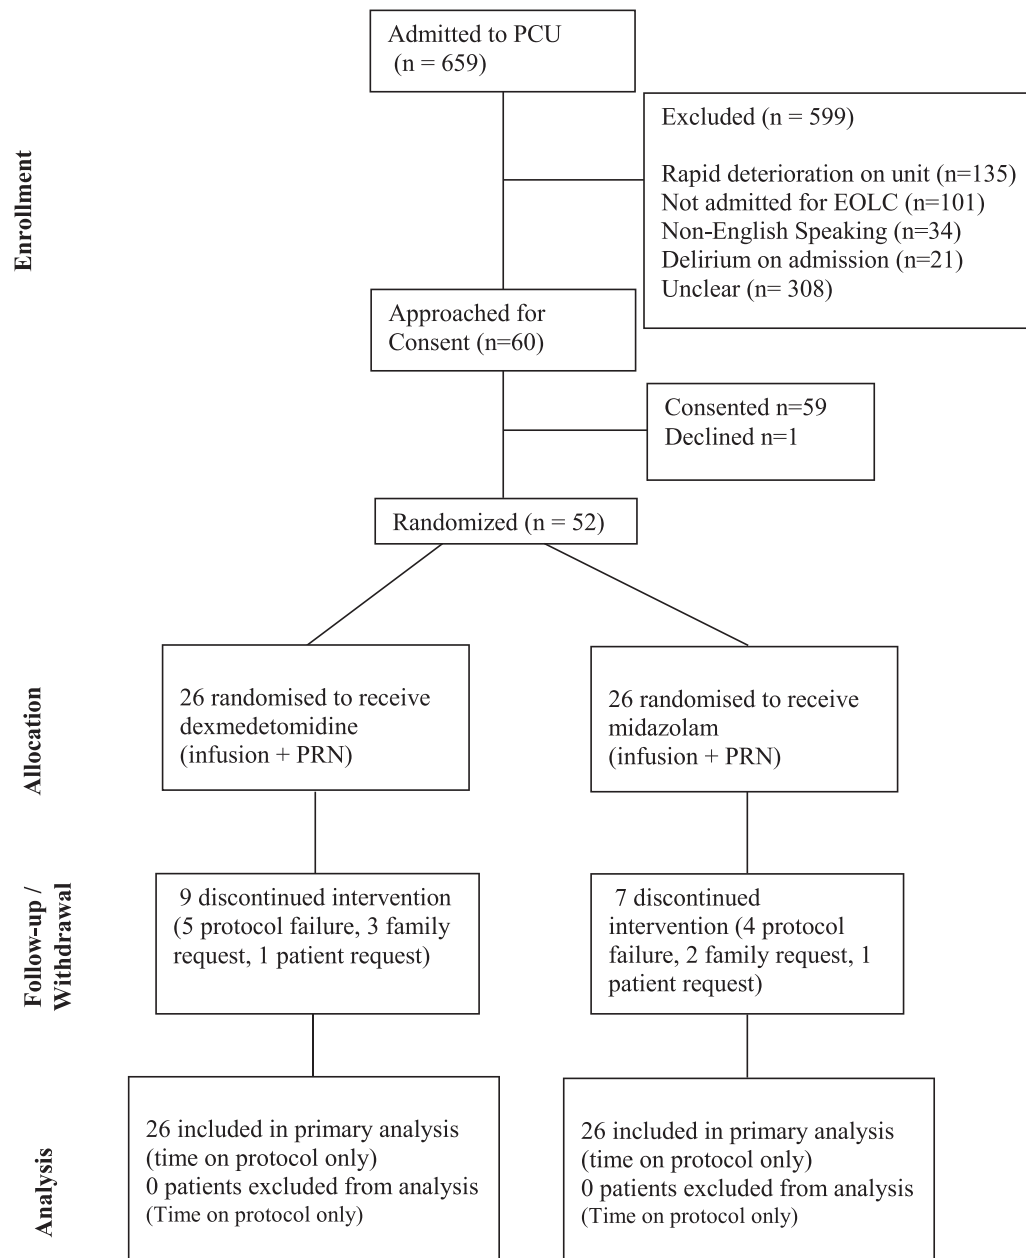 Admitted to PCU
(n = 659)
Enrollment
Excluded (n = 599)
Rapid deterioration on unit (n=135)
Not admitted for EOLC (n=101)
Non-English Speaking (n=34)
Delirium on admission (n=21)
Unclear (n= 308)
Approached for
Consent (n=60)
Consented n=59
Declined n=1
Randomized (n = 52)
Allocation
26 randomised to receive
dexmedetomidine
(infusion + PRN)
26 randomised to receive
midazolam
(infusion + PRN)
Follow-up /
Withdrawal
9 discontinued intervention
(5 protocol failure, 3 family
request, 1 patient request)
7 discontinued
intervention (4 protocol
failure, 2 family request, 1
patient request)
Analysis
26 included in primary analysis
(time on protocol only)
0 patients excluded from analysis
(Time on protocol only)
26 included in primary analysis
(time on protocol only)
0 patients excluded from analysis
(Time on protocol only)